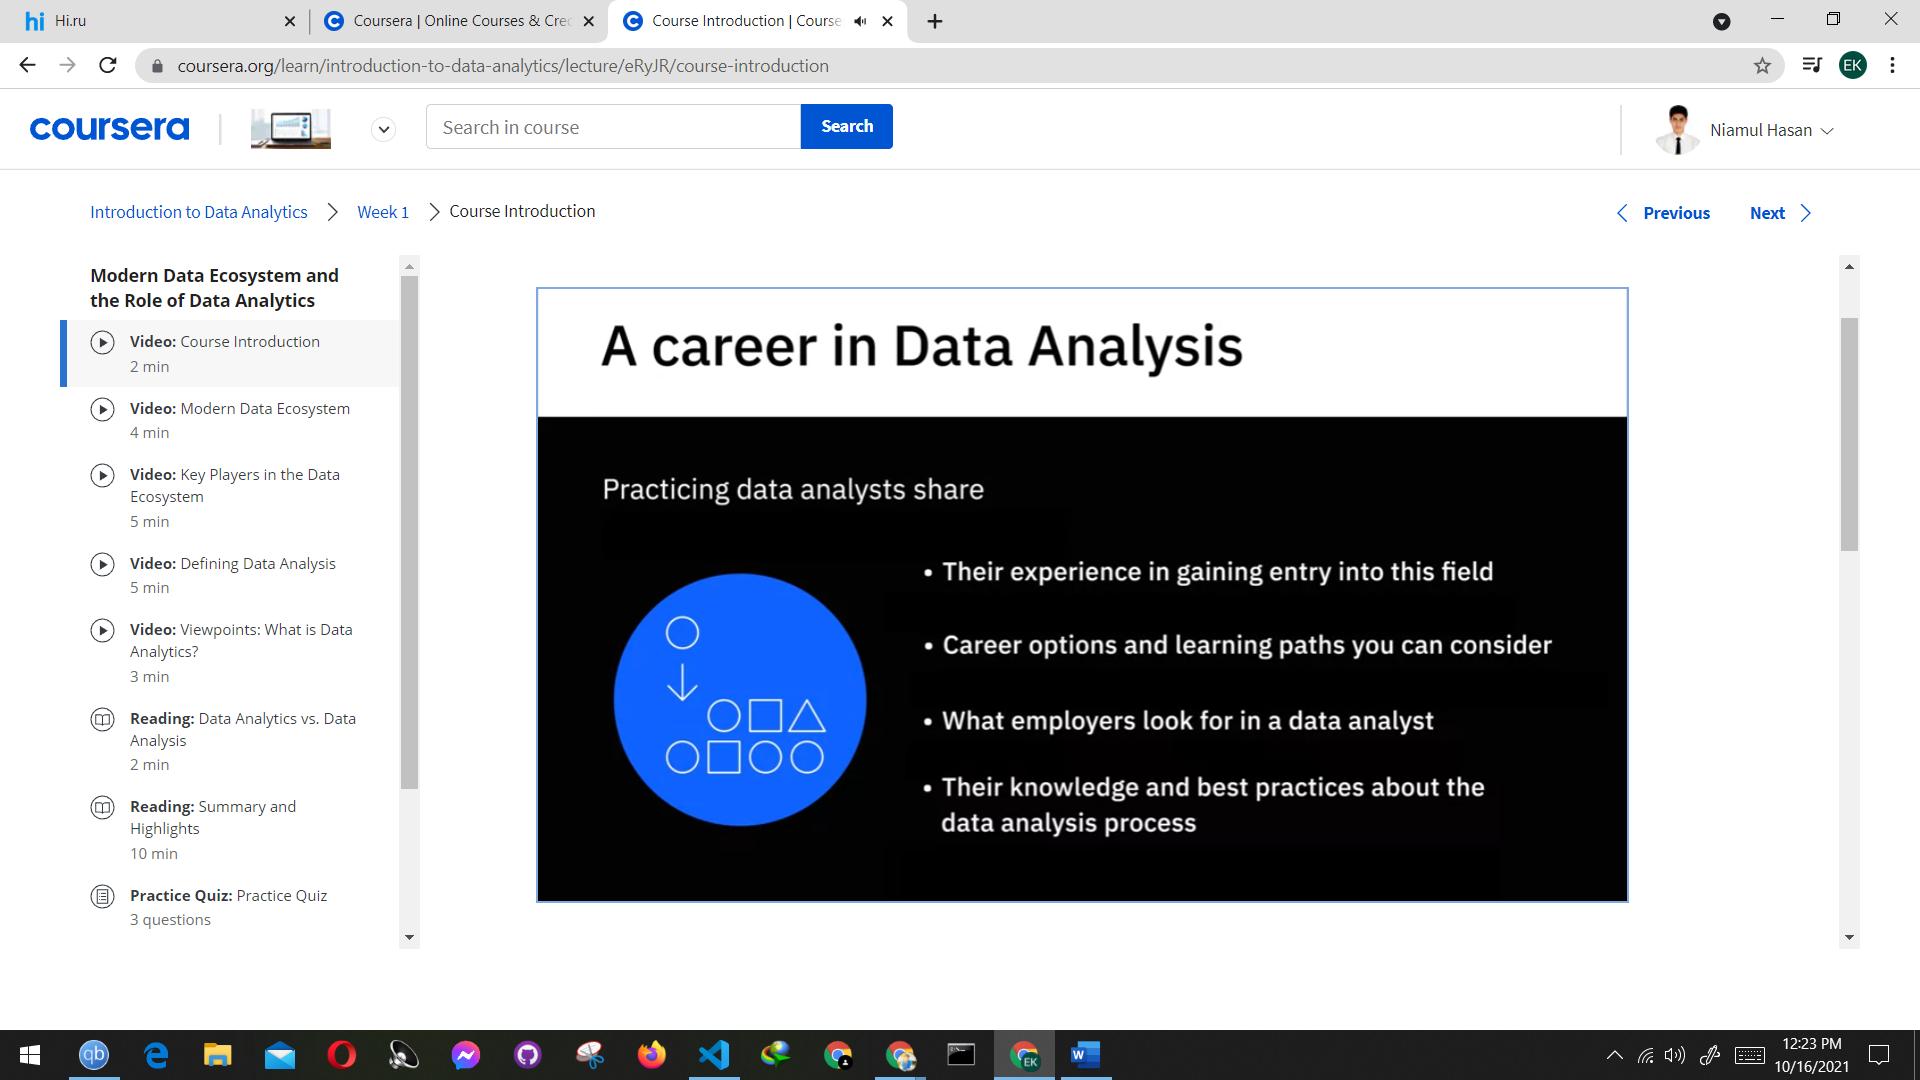 Hi.ru
Coursera | Online Courses & Cred
Course Introduction | Course
coursera.org/learn/introduction-to-data-analytics/lecture/eRyJR/course-introduction
EK
coursera
Search in course
Search
Niamul Hasan
Introduction to Data Analytics
Week 1
Course Introduction
Previous
Next
Modern Data Ecosystem and
the Role of Data Analytics
Video: Course Introduction
2 min
Video: Modern Data Ecosystem
4 min
Video: Key Players in the Data
Ecosystem
5 min
Video: Defining Data Analysis
5 min
Video: Viewpoints: What is Data
Analytics?
3 min
Reading: Data Analytics vs. Data
Analysis
2 min
Reading: Summary and
Highlights
10 min
Practice Quiz: Practice Quiz
3 questions
A career in Data Analysis
Practicing data analysts share
• Their experience in gaining entry into this field
• Career options and learning paths you can consider
• What employers look for in a data analyst
• Their knowledge and best practices about the
data analysis process
12:23 PM
10/16/2021